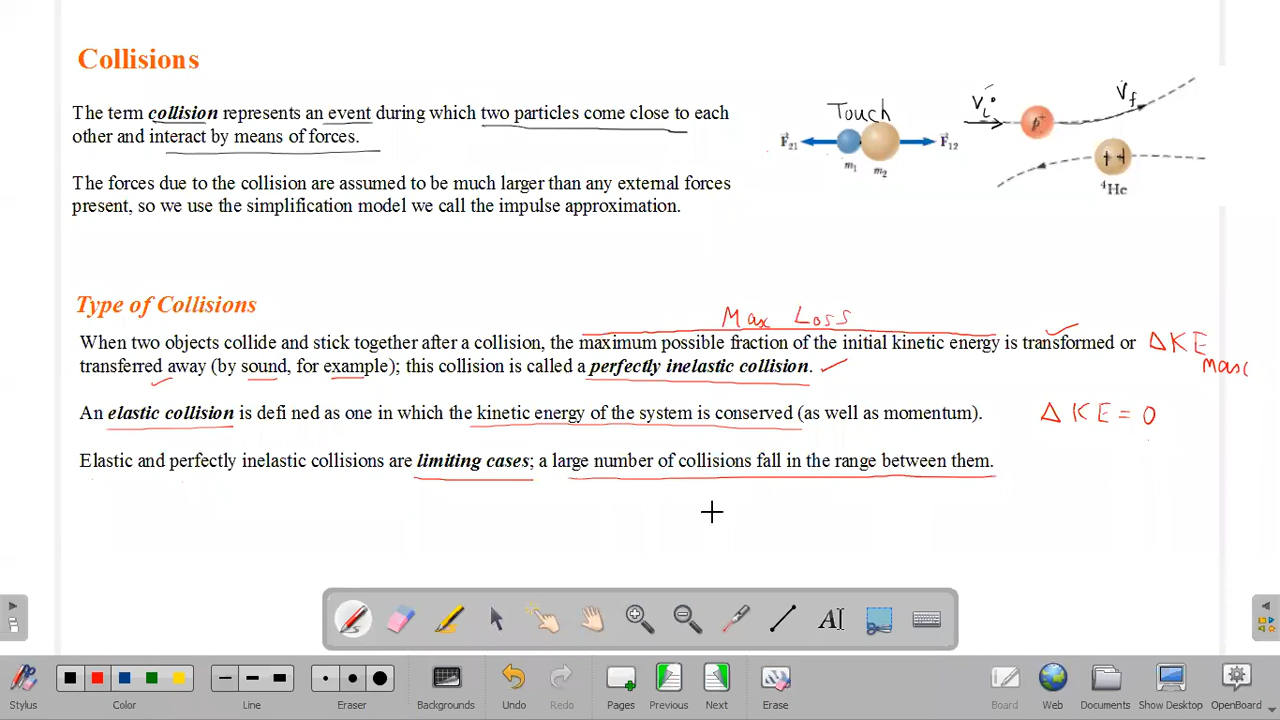 Collisions
The term collision represents an event during which two particles come close to each
other and interact by means of forces.
The forces due to the collision are assumed to be much larger than any external forces
present, so we use the simplification model we call the impulse approximation.
Touch
F21
F12
m1
m2
Vi
Vf
p+
++
4He
Type of Collisions
Max Loss
When two objects collide and stick together after a collision, the maximum possible fraction of the initial kinetic energy is transformed or
transferred away (by sound, for example); this collision is called a perfectly inelastic collision.
ΔKE
max
An elastic collision is defi ned as one in which the kinetic energy of the system is conserved (as well as momentum).
ΔKE = 0
Elastic and perfectly inelastic collisions are limiting cases; a large number of collisions fall in the range between them.
AI
Stylus
Color
Line
Eraser
Backgrounds
Undo
Redo
Pages
Previous
Next
Erase
Board
Web
Documents
Show Desktop
OpenBoard